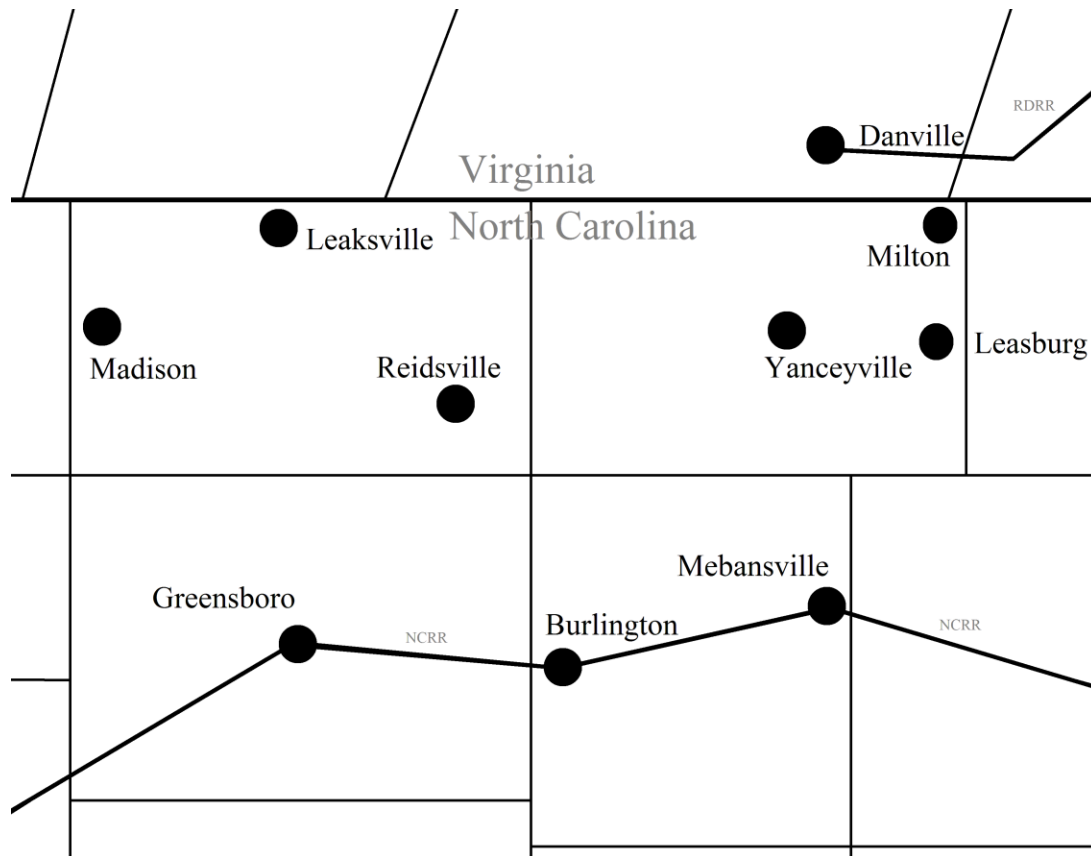 RDRR
Danville
Virginia
North Carolina
Leaksville
Milton
Leasburg
Madison
Reidsville
Yanceyville
Mebansville
Greensboro
Burlington
NCRR
NCRR